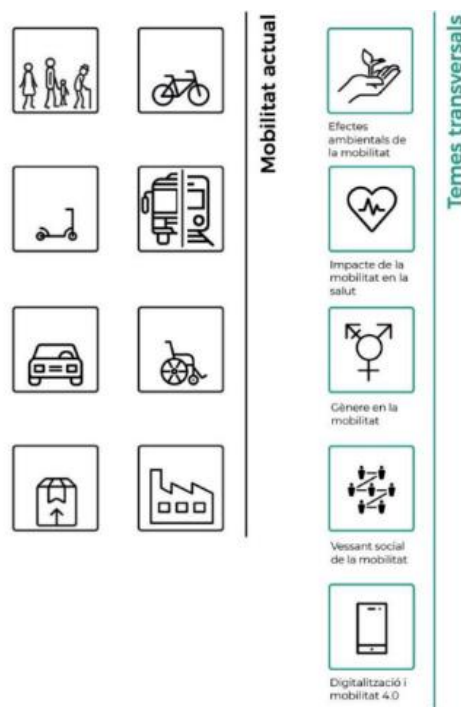 Mobilitat actual
Temes transversals
Efectes
ambientals de
la mobilitat
Impacte de la
mobilitat en la
salut
Gènere en la
mobilitat
Vessant social
de la mobilitat
Digitalització i
mobilitat 4.0